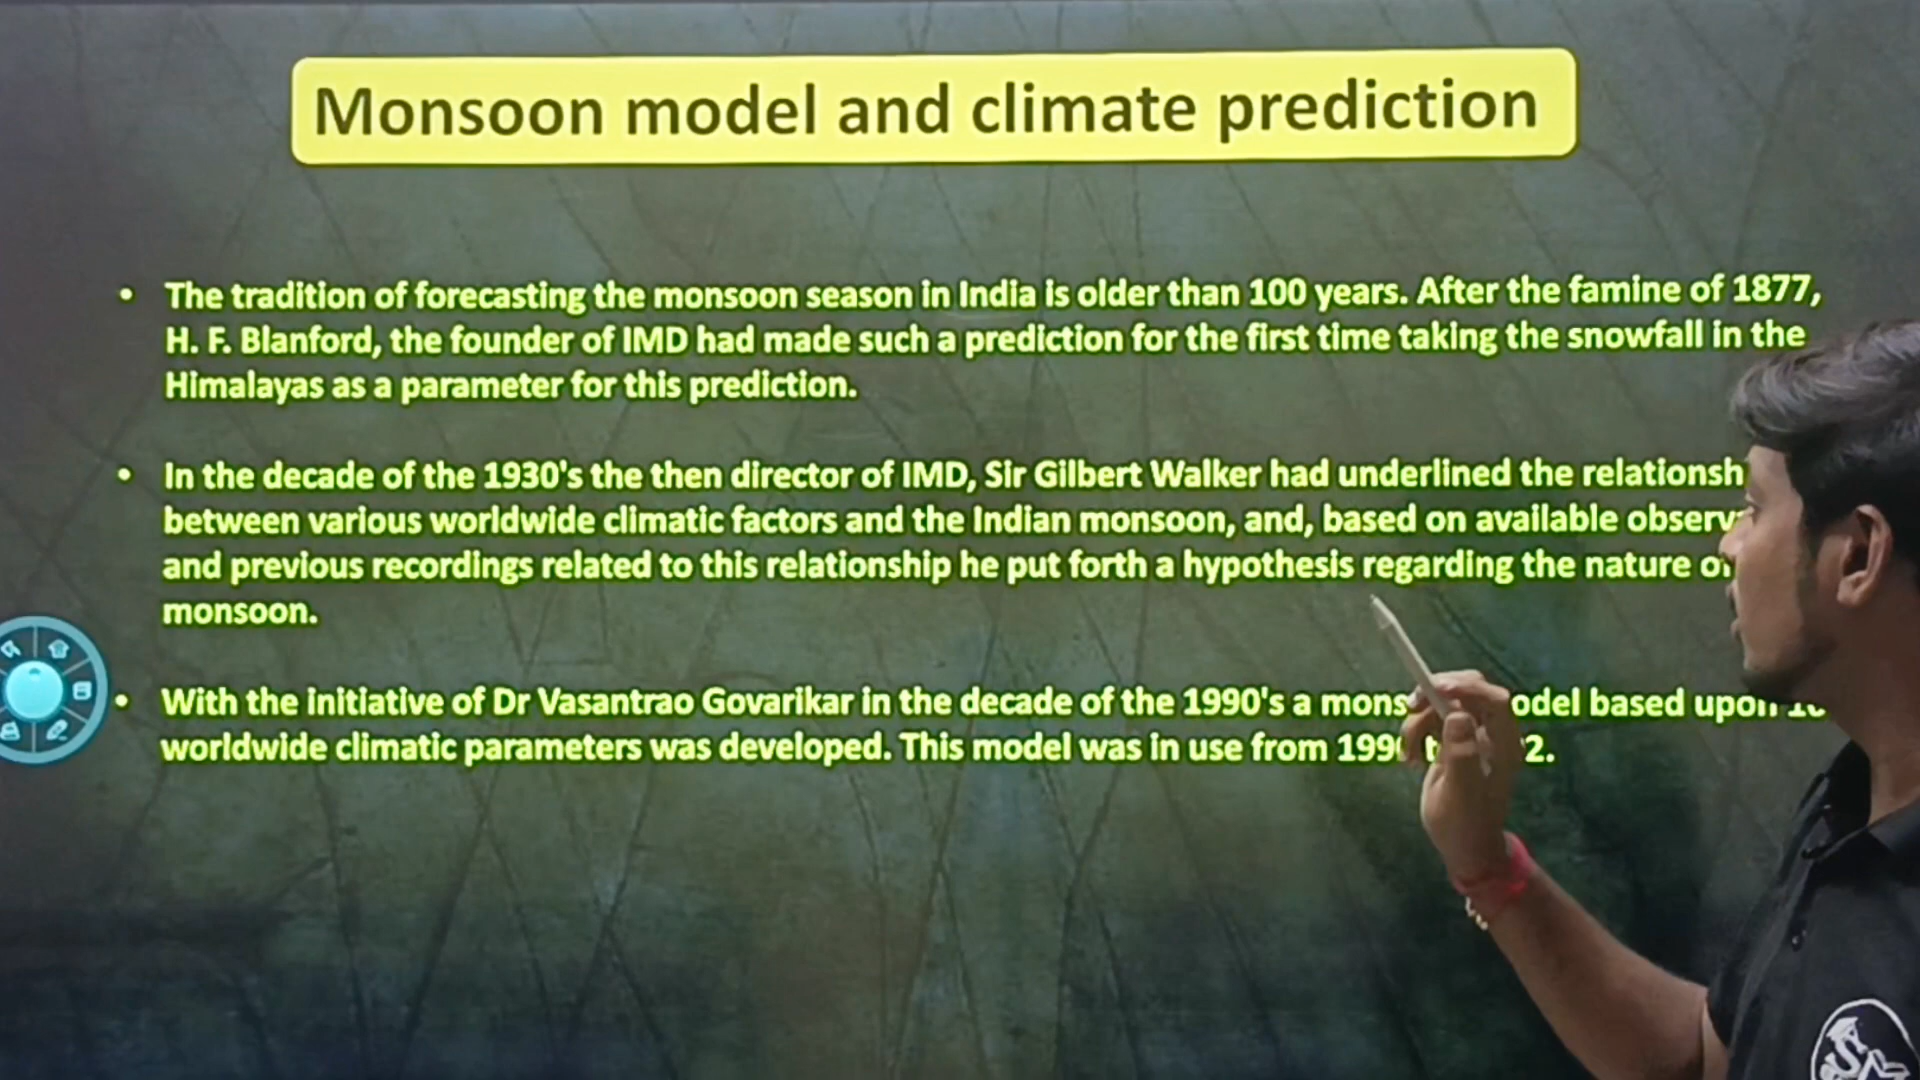 Monsoon model and climate prediction
• The tradition of forecasting the monsoon season in India is older than 100 years. After the famine of 1877,
H. F. Blanford, the founder of IMD had made such a prediction for the first time taking the snowfall in the
Himalayas as a parameter for this prediction.
• In the decade of the 1930's the then director of IMD, Sir Gilbert Walker had underlined the
between various worldwide climatic factors and the Indian monsoon, and, based on available
and previous recordings related to this relationship he put forth a hypothesis regarding the nature
monsoon.
• With the initiative of Dr Vasantrao Govarikar in the decade of the 1990's a based upon
worldwide climatic parameters was developed. This model was in use from